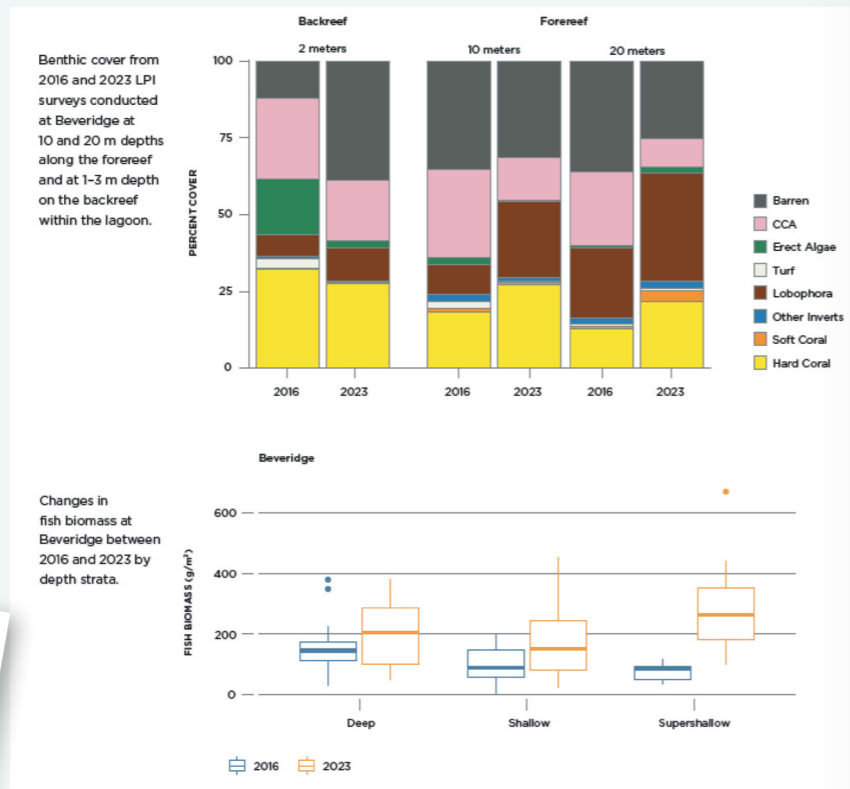 Backreef
Forereef
2 meters
10 meters
20 meters
Benthic cover from
2016 and 2023 LPI
surveys conducted
at Beveridge at
10 and 20 m depths
along the forereef
and at 1–3 m depth
on the backreef
within the lagoon.
PERCENT COVER
100
75
50
25
0
2016
2023
2016
2023
2016
2023
Barren
CCA
Erect Algae
Turf
Lobophora
Other Inverts
Soft Coral
Hard Coral
Beveridge
Changes in
fish biomass at
Beveridge between
2016 and 2023 by
depth strata.
FISH BIOMASS (g/m²)
600
400
200
0
Deep
Shallow
Supershallow
2016
2023